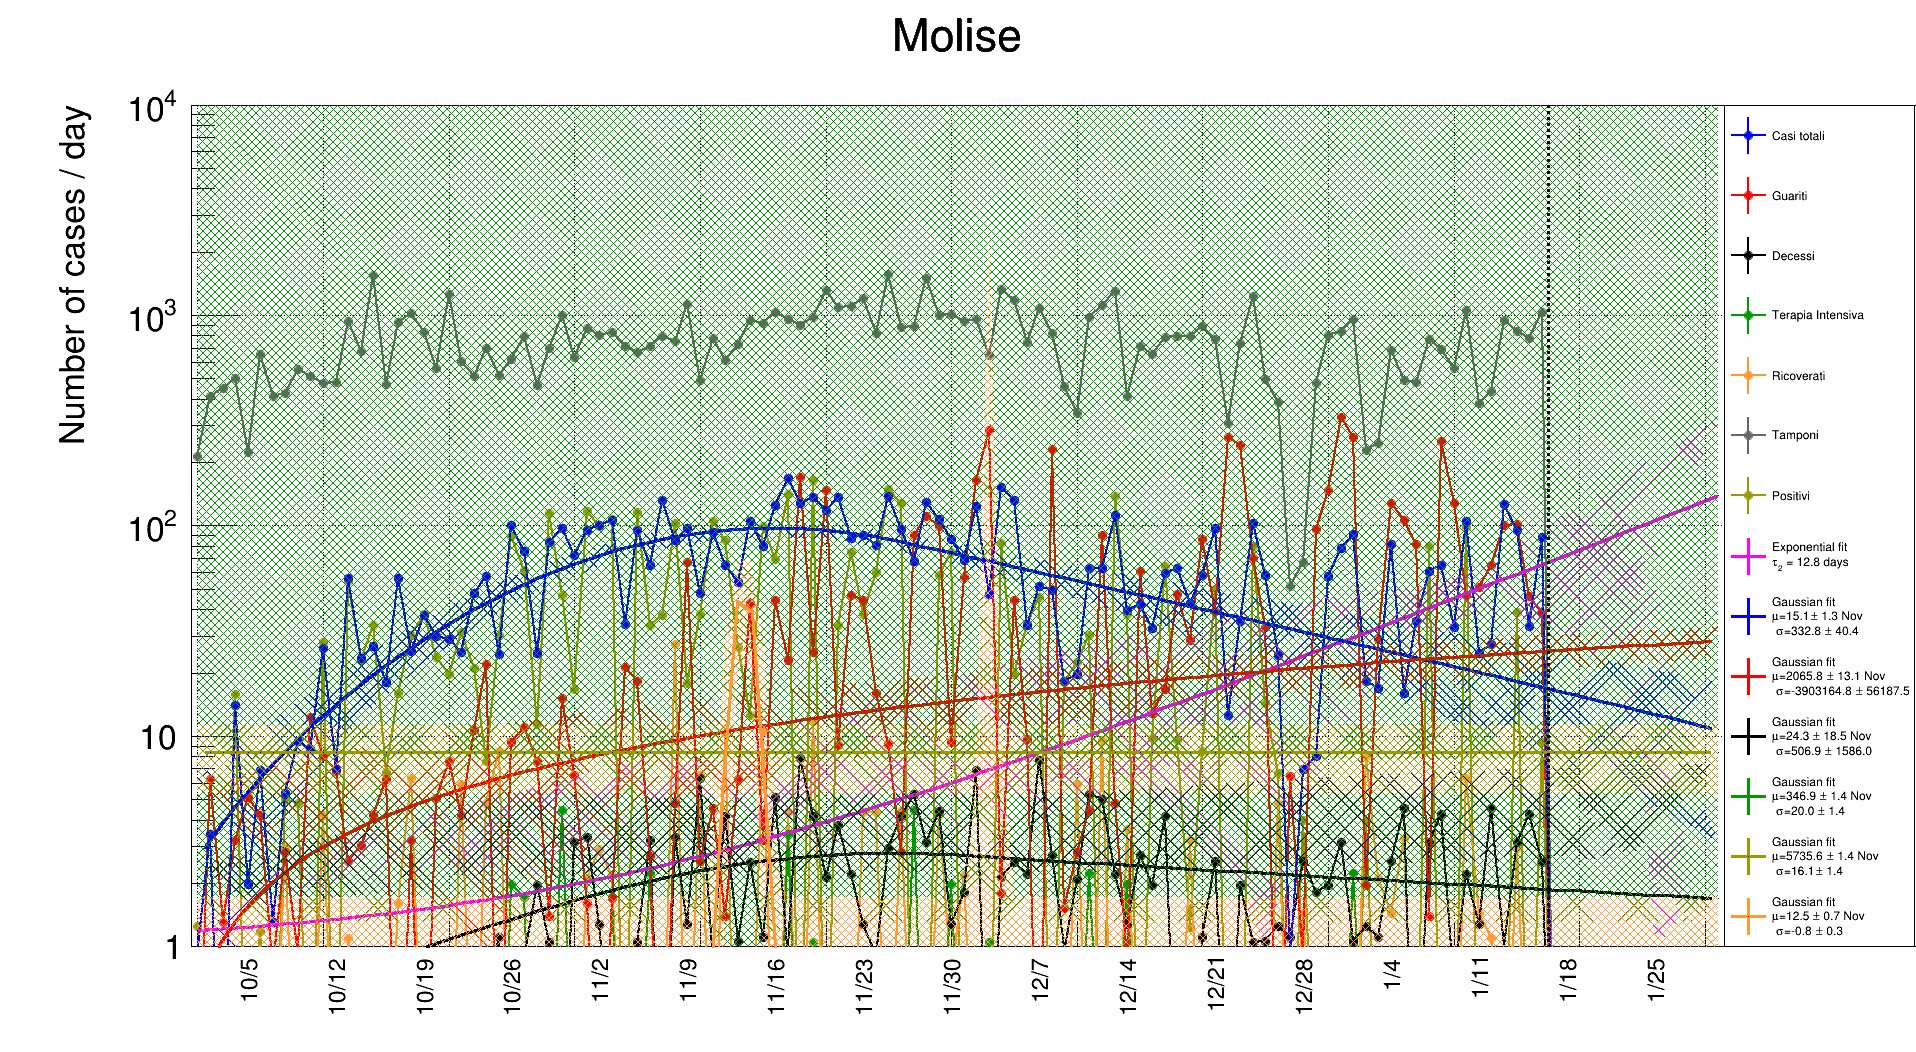 Molise
Number of cases / day
10^4
10^3
10^2
10
1
10/5
10/12
10/19
10/26
11/2
11/9
11/16
11/23
11/30
12/7
12/14
12/21
12/28
1/4
1/11
1/18
1/25
Casi totali
Guariti
Decessi
Terapia Intensiva
Ricoverati
Tamponi
Positivi
Exponential fit
τ₂ = 12.8 days
Gaussian fit
μ=15.1± 1.3 Nov
σ=332.8 ± 40.4
Gaussian fit
μ=2065.8 ± 13.1 Nov
σ=-3903164.8 ± 56187.5
Gaussian fit
μ=24.3 ± 18.5 Nov
σ=506.9 ± 1586.0
Gaussian fit
μ=346.9 ± 1.4 Nov
σ=20.0 ± 1.4
Gaussian fit
μ=5735.6 ± 1.4 Nov
σ=16.1± 1.4
Gaussian fit
μ=12.5 ± 0.7 Nov
σ=-0.8 ± 0.3